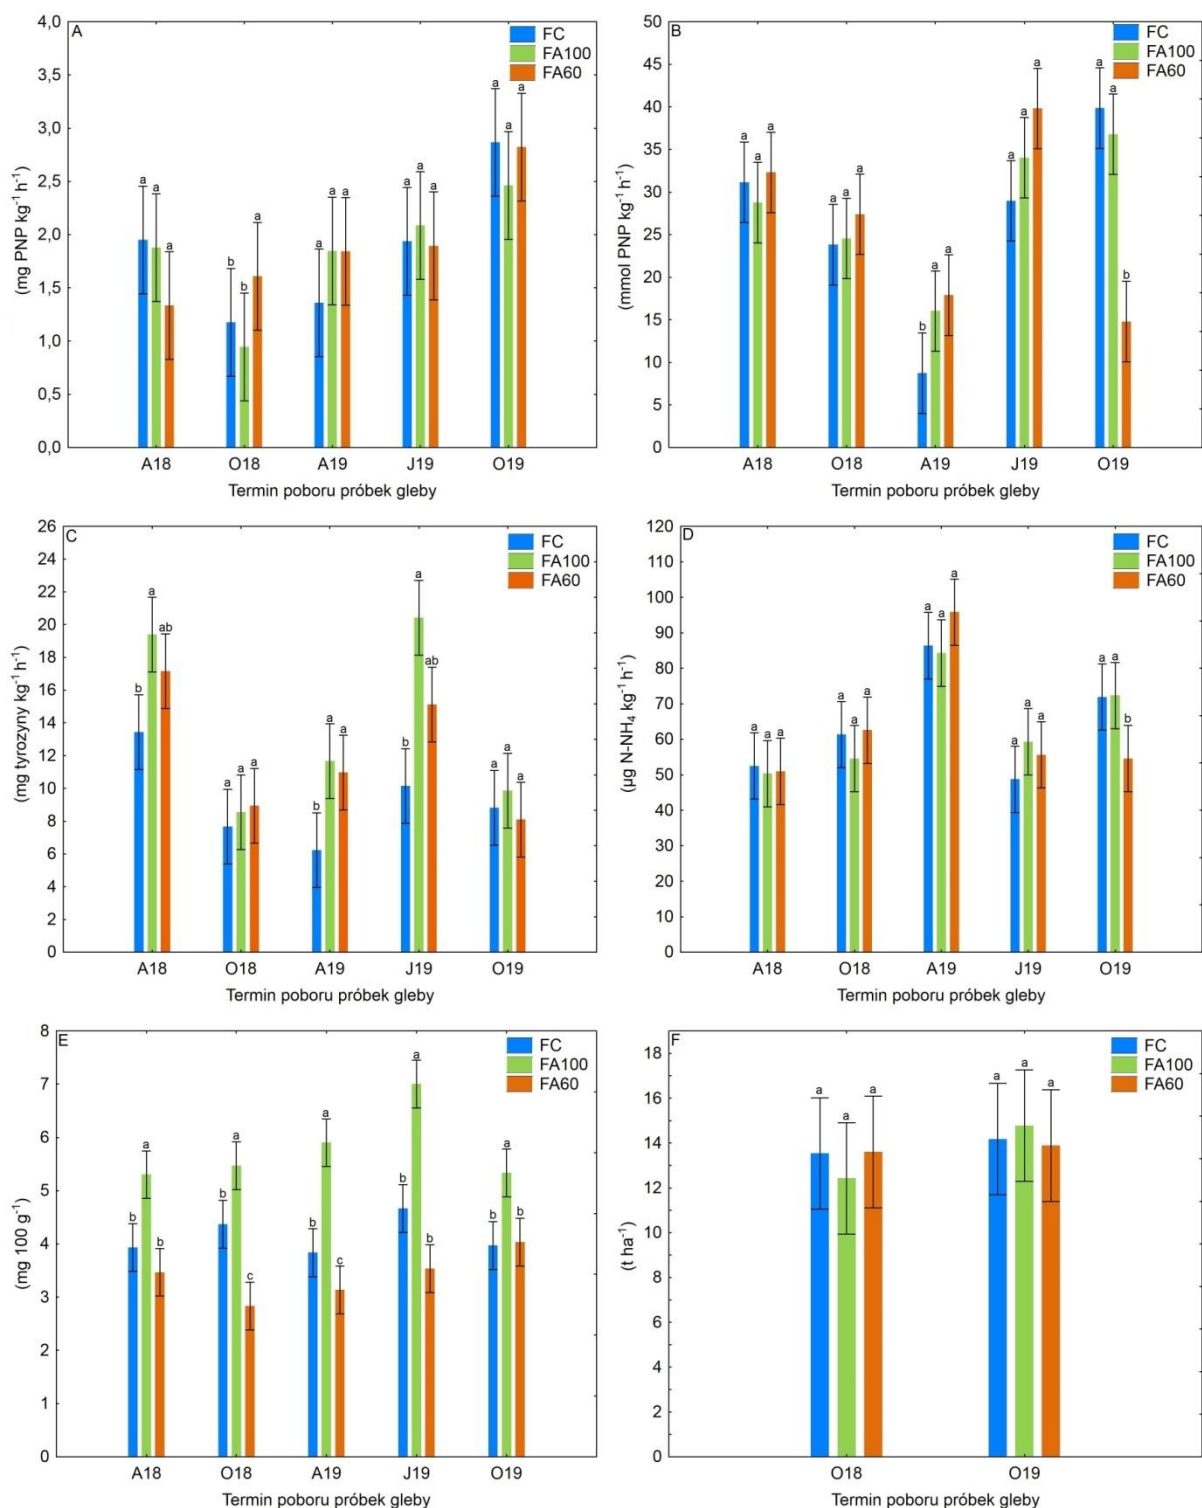 A
FC
FA100
FA60
4,0
3,5
3,0
2,5
2,0
1,5
1,0
0,5
0,0
(mg PNP kg⁻¹ h⁻¹)
a a a
b b a
a a a
a a a
a a a
A18 O18 A19 J19 O19
Termin poboru próbek gleby
B
FC
FA100
FA60
50
45
40
35
30
25
20
15
10
5
0
(mmol PNP kg⁻¹ h⁻¹)
a a a
a a a
b a a
a a a
a a b
A18 O18 A19 J19 O19
Termin poboru próbek gleby
C
FC
FA100
FA60
26
24
22
20
18
16
14
12
10
8
6
4
2
0
(mg tyrozyny kg⁻¹ h⁻¹)
b a ab
a a a
b a a
b a ab
a a a
A18 O18 A19 J19 O19
Termin poboru próbek gleby
D
FC
FA100
FA60
120
110
100
90
80
70
60
50
40
30
20
10
0
(µg N-NH₄ kg⁻¹ h⁻¹)
a a a
a a a
a a a
a a a
a a b
A18 O18 A19 J19 O19
Termin poboru próbek gleby
E
FC
FA100
FA60
8
7
6
5
4
3
2
1
0
(mg 100 g⁻¹)
b a b
b a c
b a c
b a b
b a b
A18 O18 A19 J19 O19
Termin poboru próbek gleby
F
FC
FA100
FA60
18
16
14
12
10
8
6
4
2
0
(t ha⁻¹)
a a a
a a a
O18 O19
Termin poboru próbek gleby